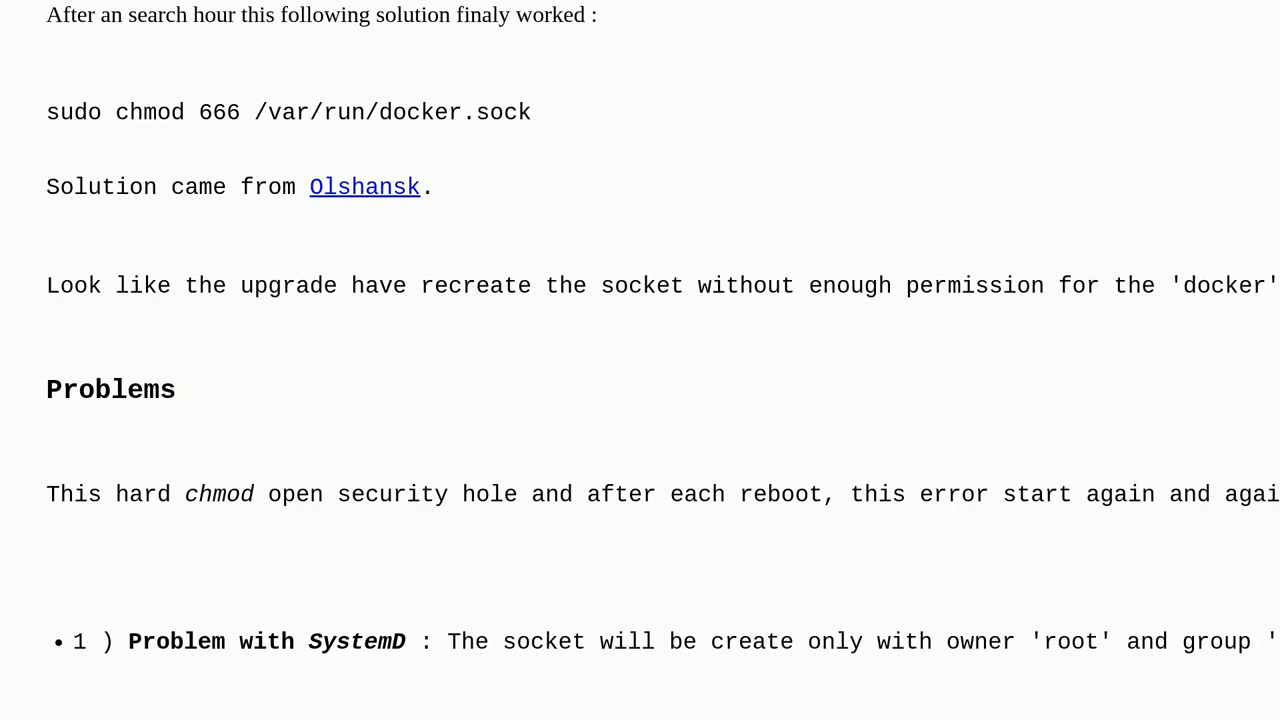 After an search hour this following solution finaly worked :
sudo chmod 666 /var/run/docker.sock
Solution came from Olshansk.
Look like the upgrade have recreate the socket without enough permission for the 'docker'
Problems
This hard chmod open security hole and after each reboot, this error start again and agai
• 1 ) Problem with SystemD : The socket will be create only with owner 'root' and group '